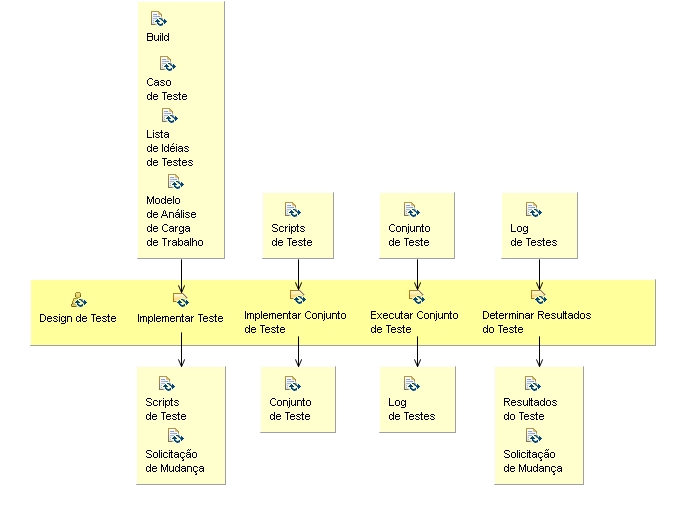 Build
Caso
de Teste
Lista
de Idéias
de Testes
Modelo
de Análise
de Carga
de Trabalho
Scripts
de Teste
Conjunto
de Teste
Log
de Testes
Design de Teste
Implementar Teste
Implementar Conjunto
de Teste
Executar Conjunto
de Teste
Determinar Resultados
do Teste
Scripts
de Teste
Solicitação
de Mudança
Conjunto
de Teste
Log
de Testes
Resultados
do Teste
Solicitação
de Mudança